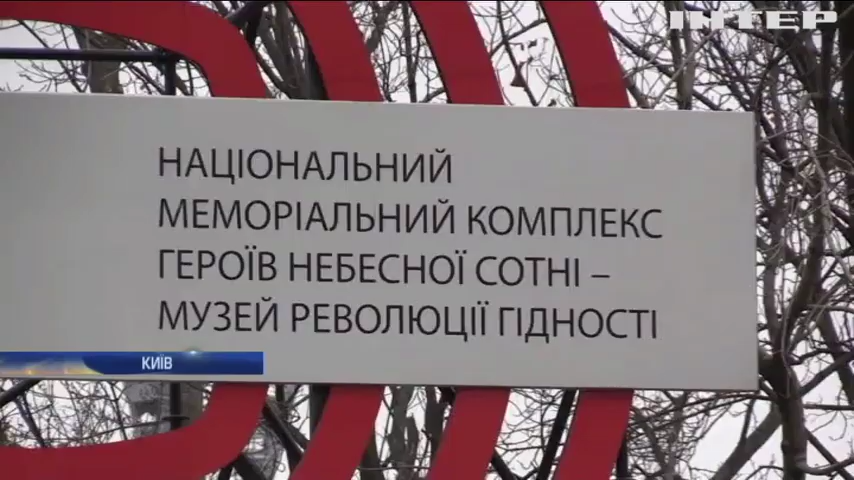 ІНТЕР
НАЦІОНАЛЬНИЙ
МЕМОРІАЛЬНИЙ КОМПЛЕКС
ГЕРОЇВ НЕБЕСНОЇ СОТНІ –
МУЗЕЙ РЕВОЛЮЦІЇ ГІДНОСТІ
КИЇВ